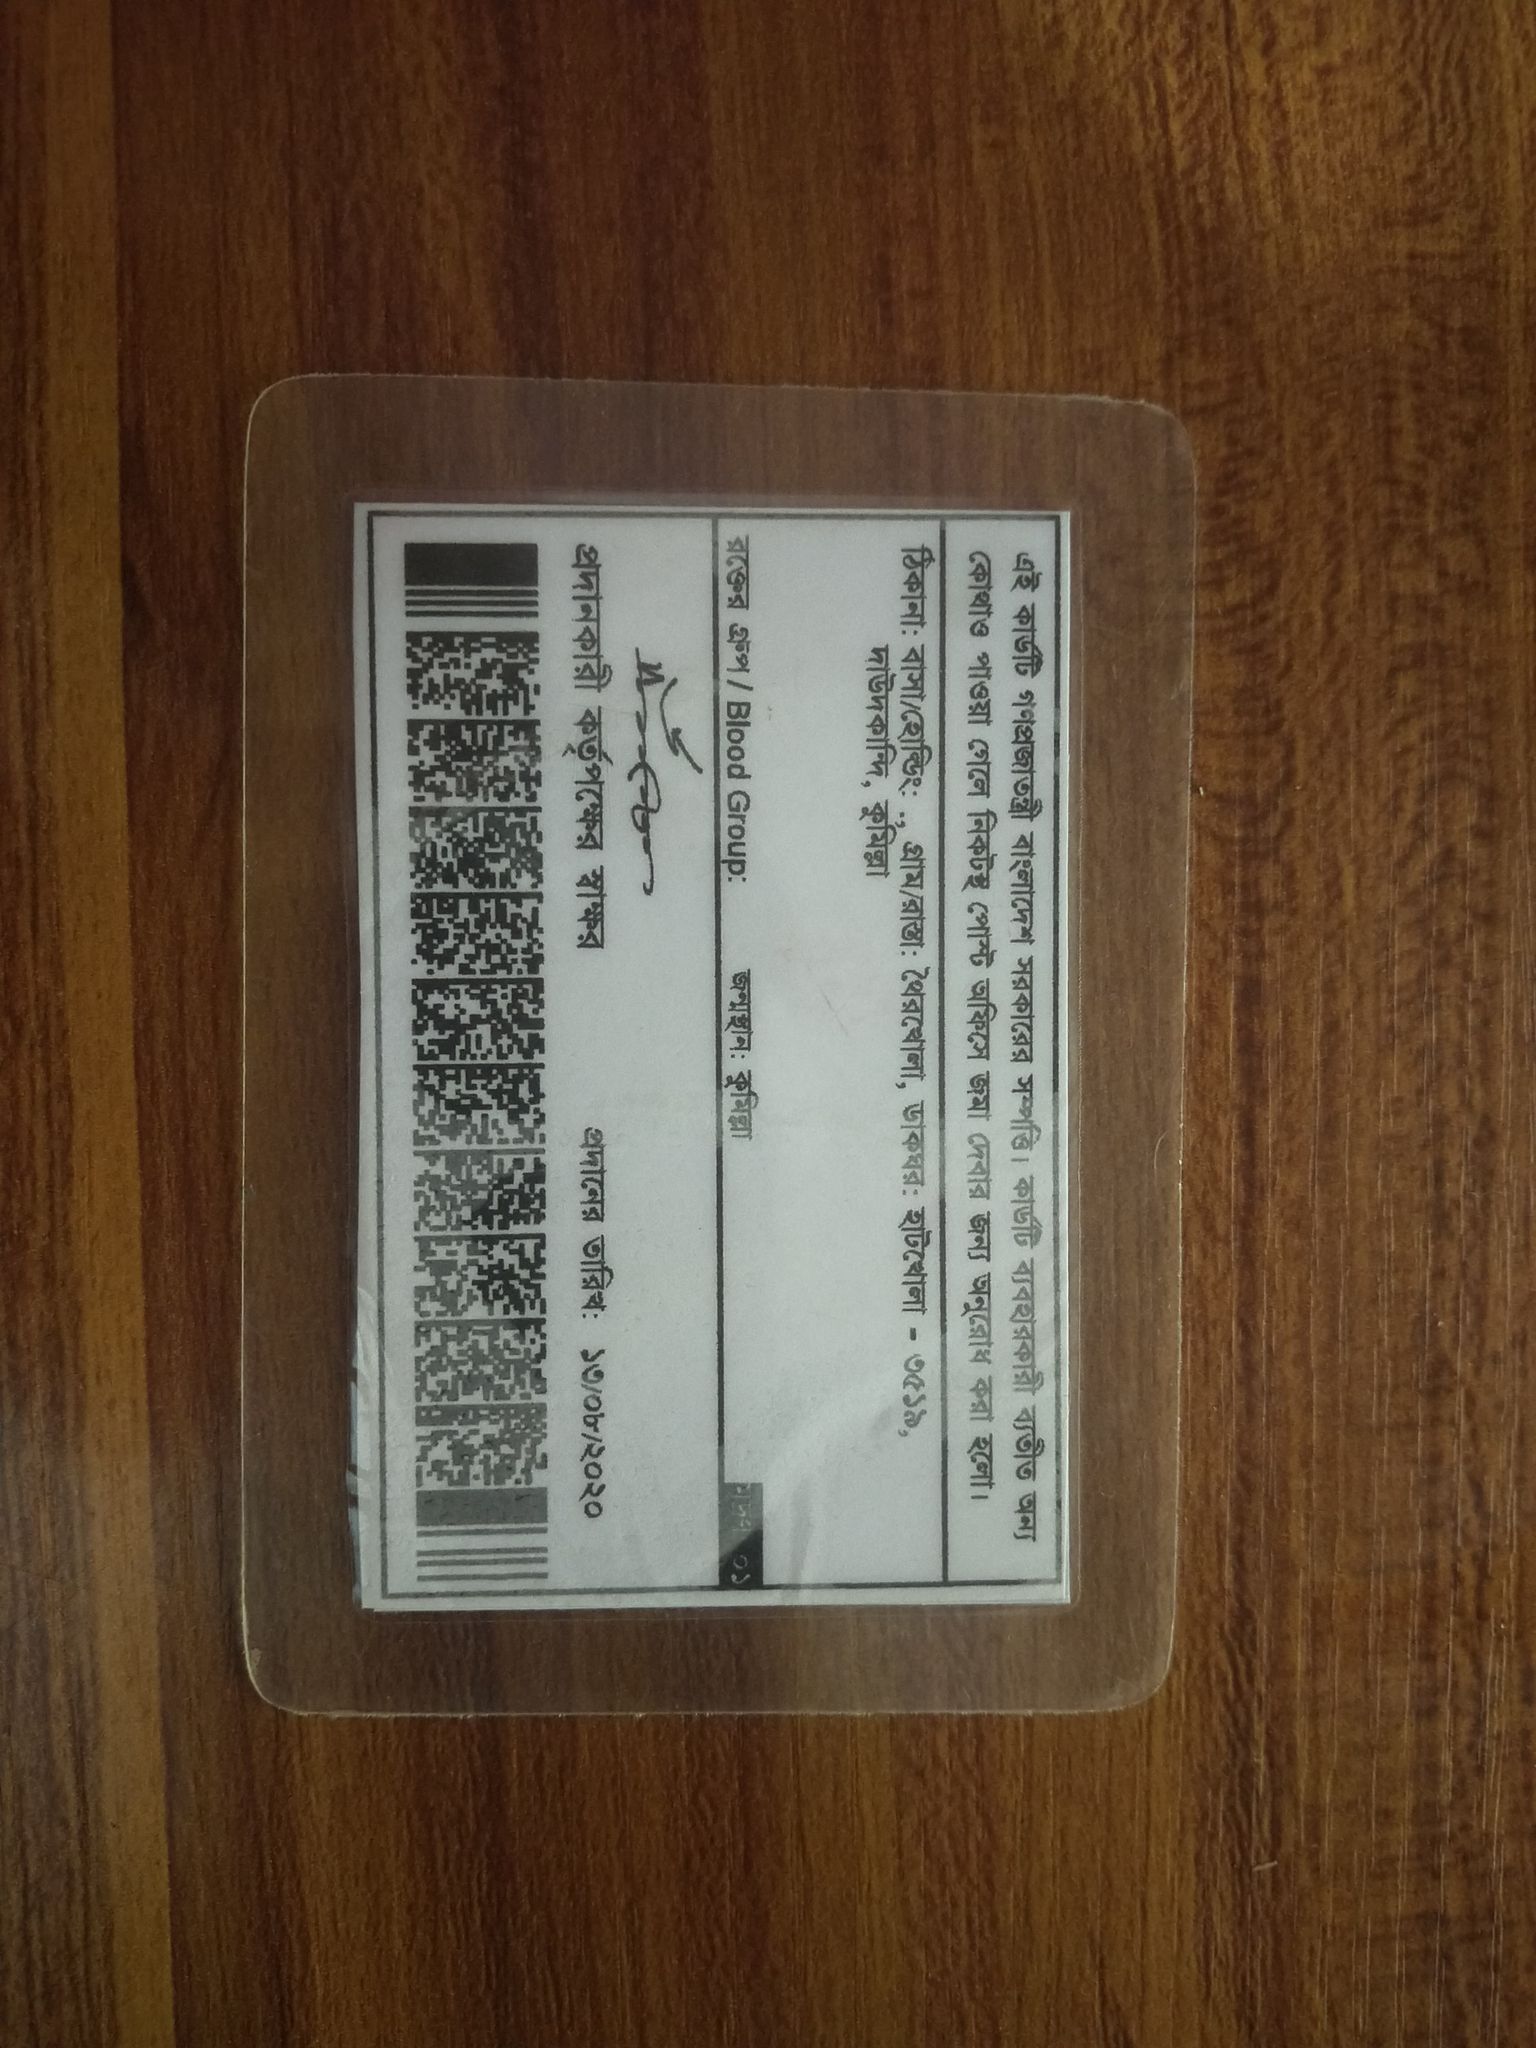 এই কার্ডটি গণপ্রজাতন্ত্রী বাংলাদেশ সরকারের সম্পত্তি। কার্ডটি ব্যবহারকারী ব্যতীত অন্য
কোথাও পাওয়া গেলে নিকটস্থ পোস্ট অফিসে জমা দেবার জন্য অনুরোধ করা হলো।
ঠিকানা: বাসা/হোল্ডিং: ., গ্রাম/রাস্তা: থৈরখোলা, ডাকঘর: হাটখোলা - ৩৫১৯,
দাউদকান্দি, কুমিল্লা
রক্তের গ্রুপ / Blood Group: জন্মস্থান: কুমিল্লা মুদ্রণ ০১
প্রদানকারী কর্তৃপক্ষের স্বাক্ষর প্রদানের তারিখ: ১৩/০৮/২০২০